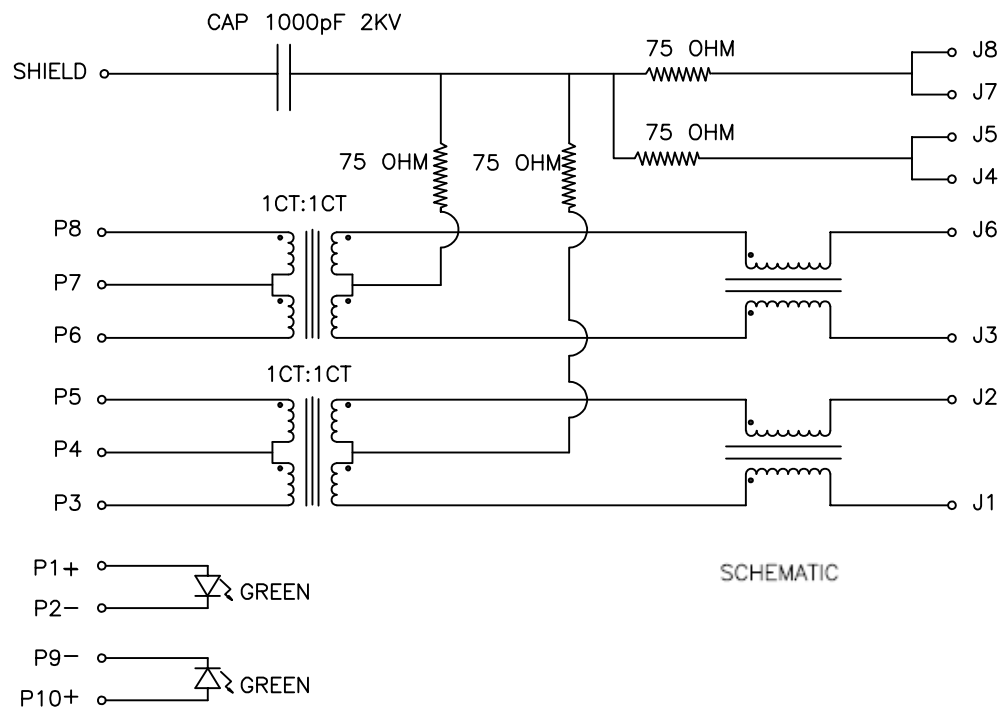 CAP 1000pF 2KV
SHIELD
75 OHM
J8
J7
75 OHM
J5
J4
75 OHM
75 OHM
1CT:1CT
P8
J6
P7
P6
J3
1CT:1CT
P5
J2
P4
P3
J1
P1+
GREEN
P2-
SCHEMATIC
P9-
GREEN
P10+